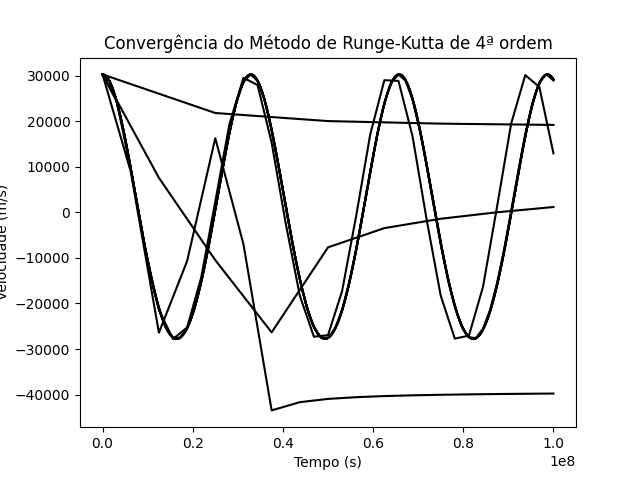 Convergência do Método de Runge-Kutta de 4ª ordem
30000
20000
10000
0
−10000
−20000
−30000
−40000
Velocidade (m/s)
0.0 0.2 0.4 0.6 0.8 1.0
1e8
Tempo (s)